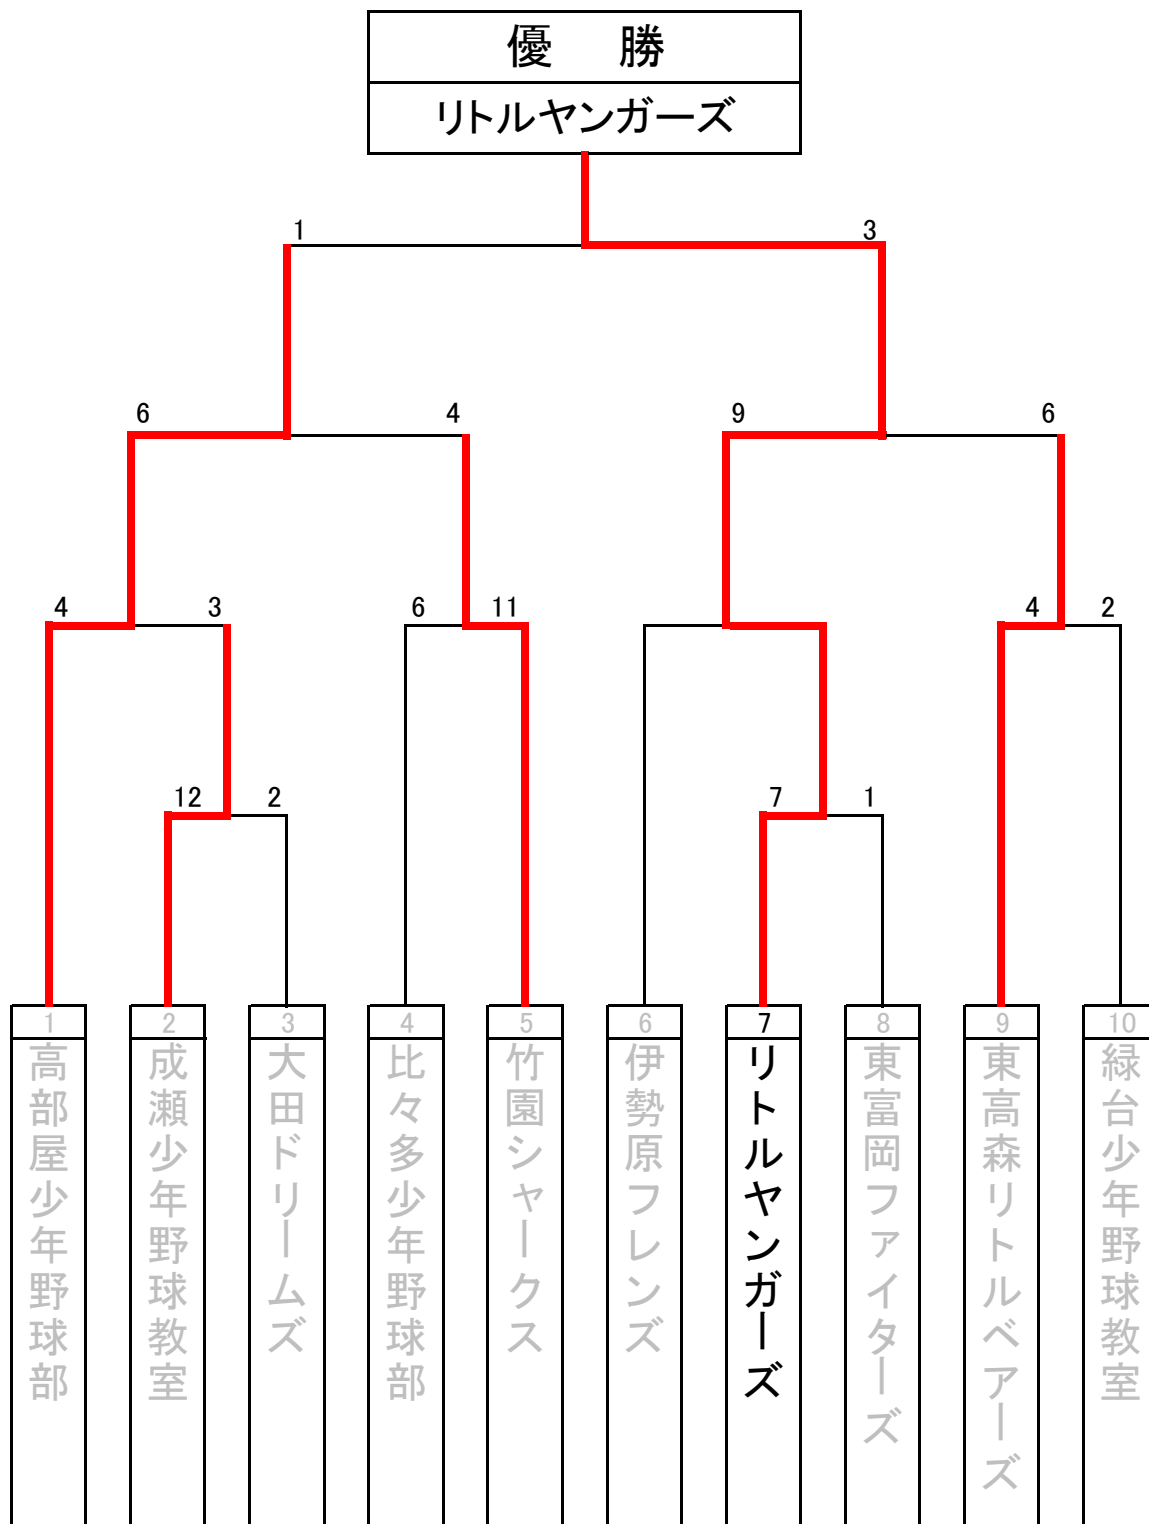 優 勝
リトルヤンガーズ
1 3
6 4 9 6
4 3 6 11 4 2
12 2 7 1
1 2 3 4 5 6 7 8 9 10
高部屋少年野球部
成瀬少年野球教室
大田ドリームズ
比々多少年野球部
竹園シャークス
伊勢原フレンズ
リトルヤンガーズ
東富岡ファイターズ
東高森リトルベアーズ
緑台少年野球教室